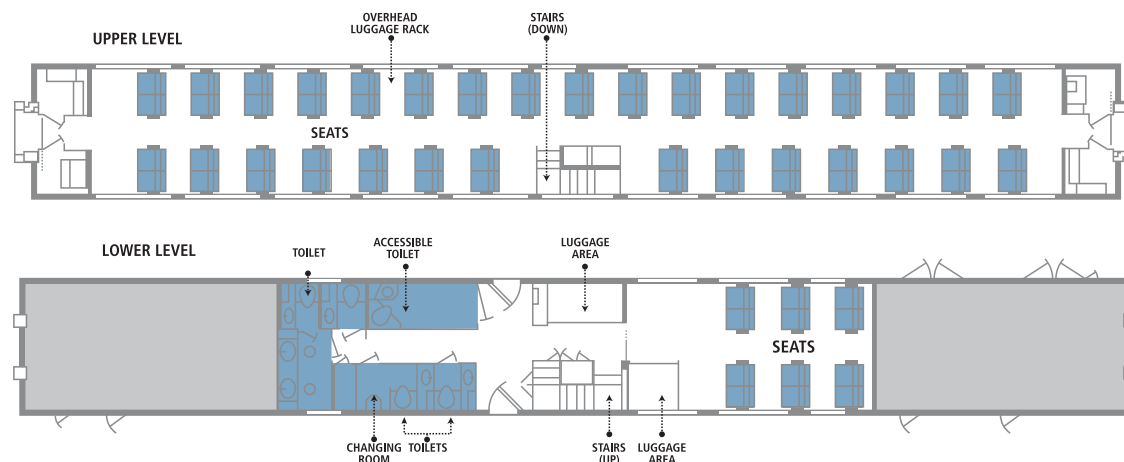 UPPER LEVEL
OVERHEAD
LUGGAGE RACK
STAIRS
(DOWN)
SEATS
LOWER LEVEL
TOILET
ACCESSIBLE
TOILET
LUGGAGE
AREA
SEATS
CHANGING
ROOM
TOILETS
STAIRS
(UP)
LUGGAGE
AREA